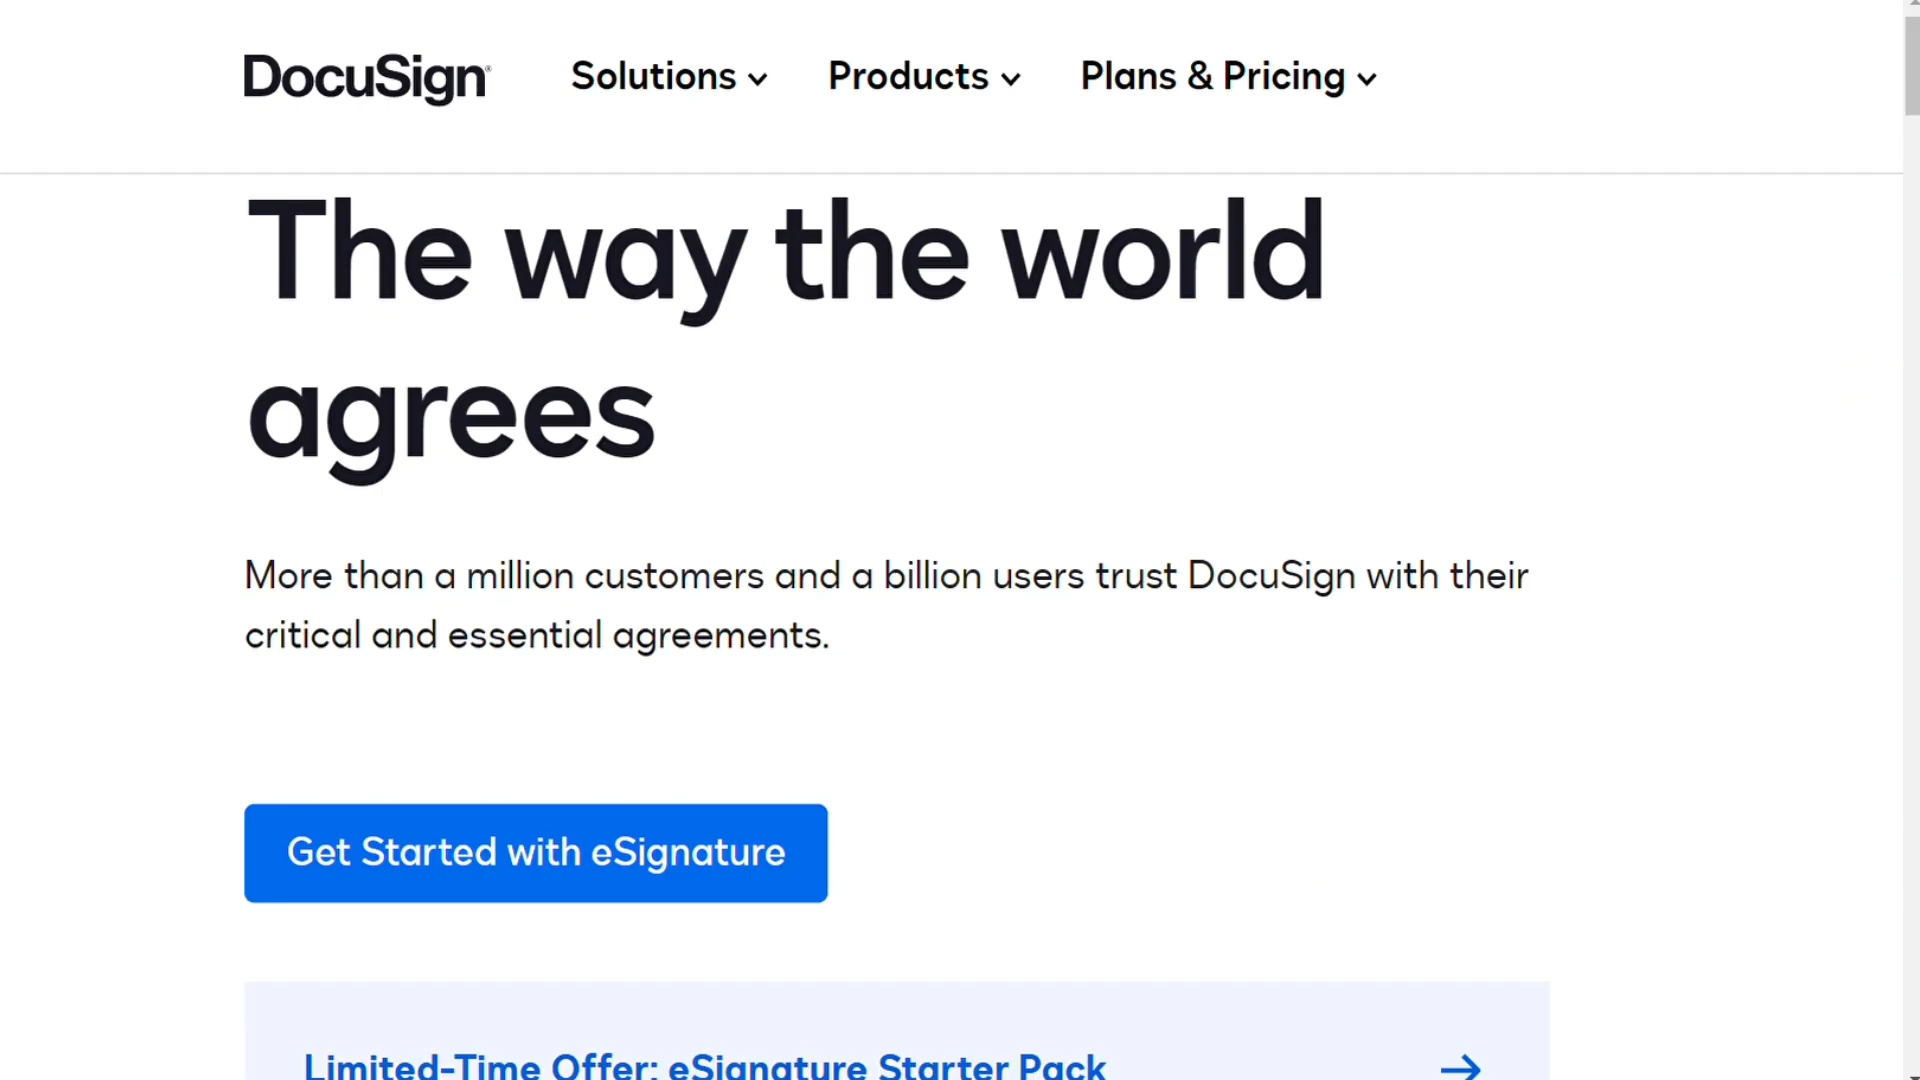 DocuSign Solutions Products Plans & Pricing
The way the world
agrees
More than a million customers and a billion users trust DocuSign with their
critical and essential agreements.
Get Started with eSignature
Limited-Time Offer: eSignature Starter Pack